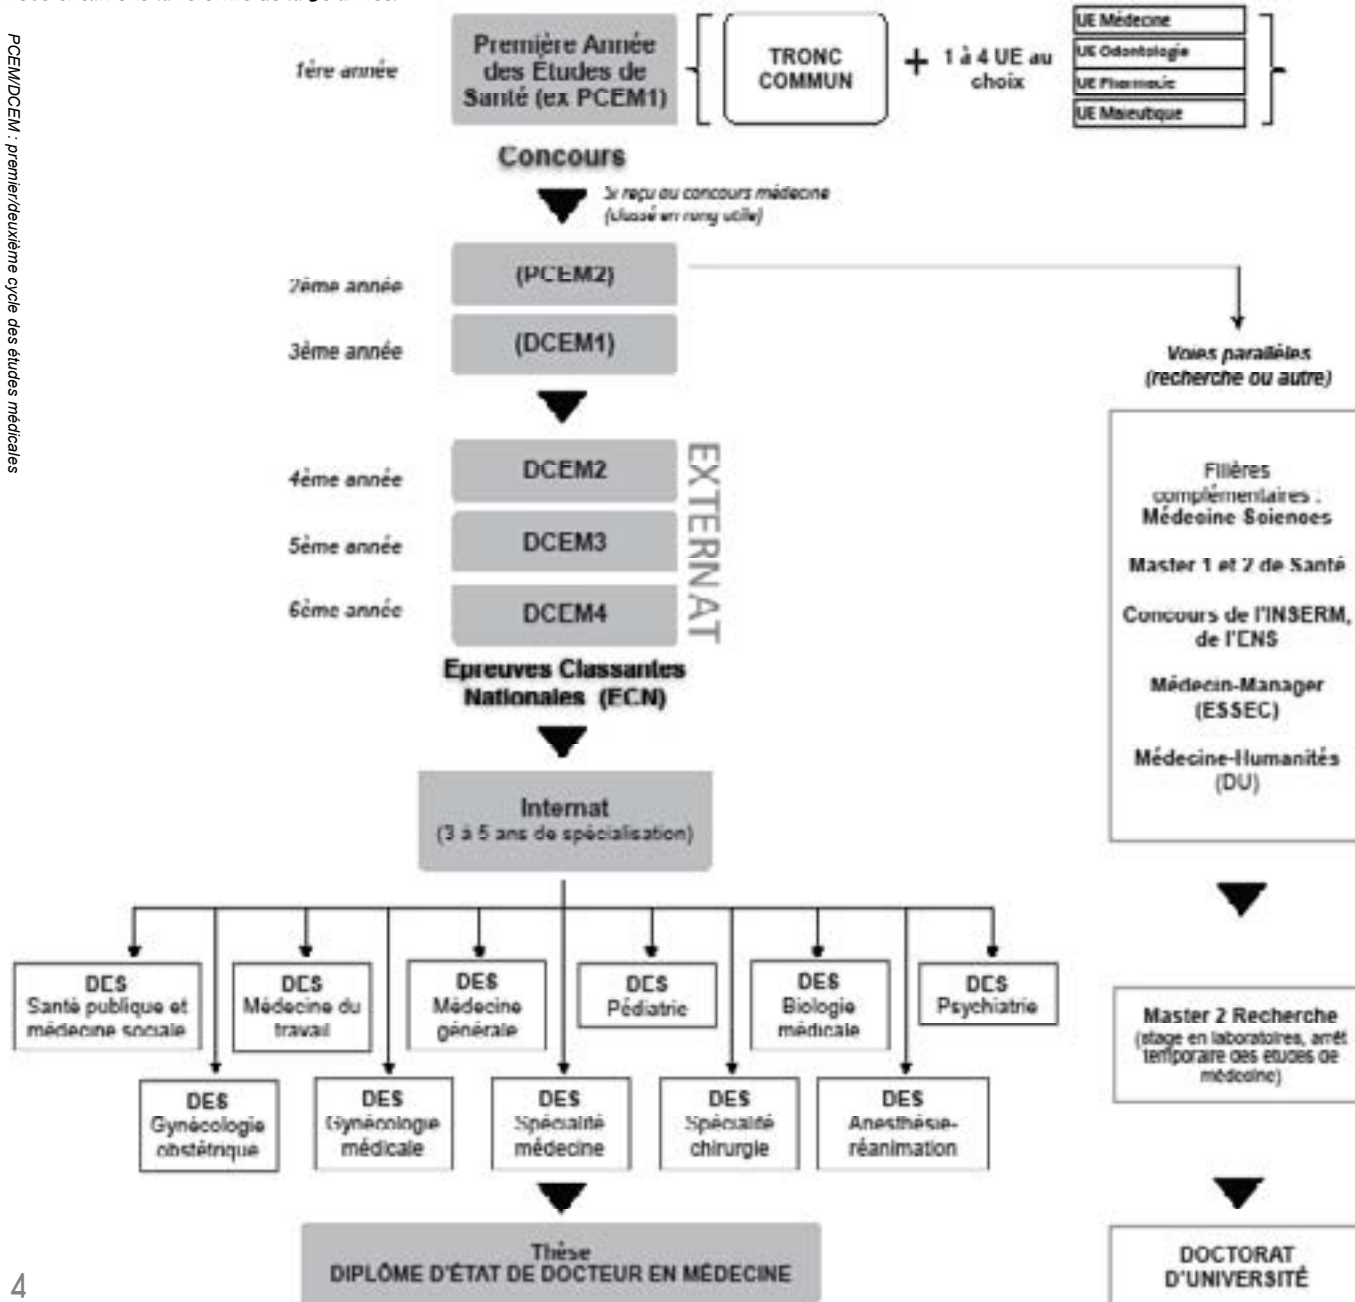 PCEM/DCEM : premier/deuxième cycle des études médicales
1ère année
Première Année
des Études de
Santé (ex PCEM1)
TRONC
COMMUN
+
1 à 4 UE au
choix
UE Médecine
UE Odontologie
UE Pharmacie
UE Maieutique
Concours
Si reçu au concours médecine
(classé en rang utile)
2ème année
(PCEM2)
3ème année
(DCEM1)
Voies parallèles
(recherche ou autre)
4ème année
DCEM2
5ème année
DCEM3
6ème année
DCEM4
EXTERNAT
Filières
complémentaires :
Médecine Sciences
Master 1 et 2 de Santé
Concours de l'INSERM,
de l'ENS
Médecin-Manager
(ESSEC)
Médecine-Humanités
(DU)
Epreuves Classantes
Nationales (ECN)
Internat
(3 à 5 ans de spécialisation)
DES
Santé publique et
médecine sociale
DES
Médecine du
travail
DES
Médecine
générale
DES
Pédiatrie
DES
Biologie
médicale
DES
Psychiatrie
DES
Gynécologie
obstétrique
DES
Gynécologie
médicale
DES
Spécialité
médecine
DES
Spécialité
chirurgie
DES
Anesthésie-
réanimation
Master 2 Recherche
(stage en laboratoires, arrêt
temporaire des études de
médecine)
Thèse
DIPLÔME D'ÉTAT DE DOCTEUR EN MÉDECINE
DOCTORAT
D'UNIVERSITÉ
4